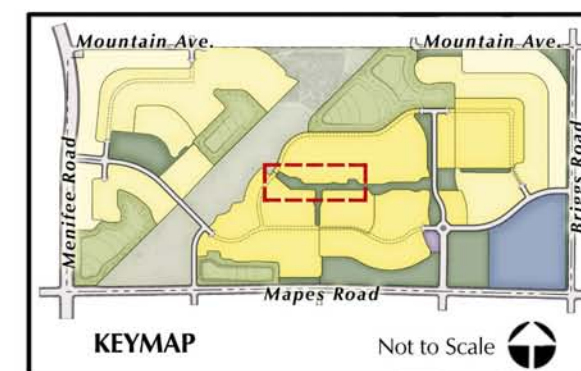 Mountain Ave.
Mountain Ave.
Menifee Road
Briggs Road
Mapes Road
KEYMAP
Not to Scale